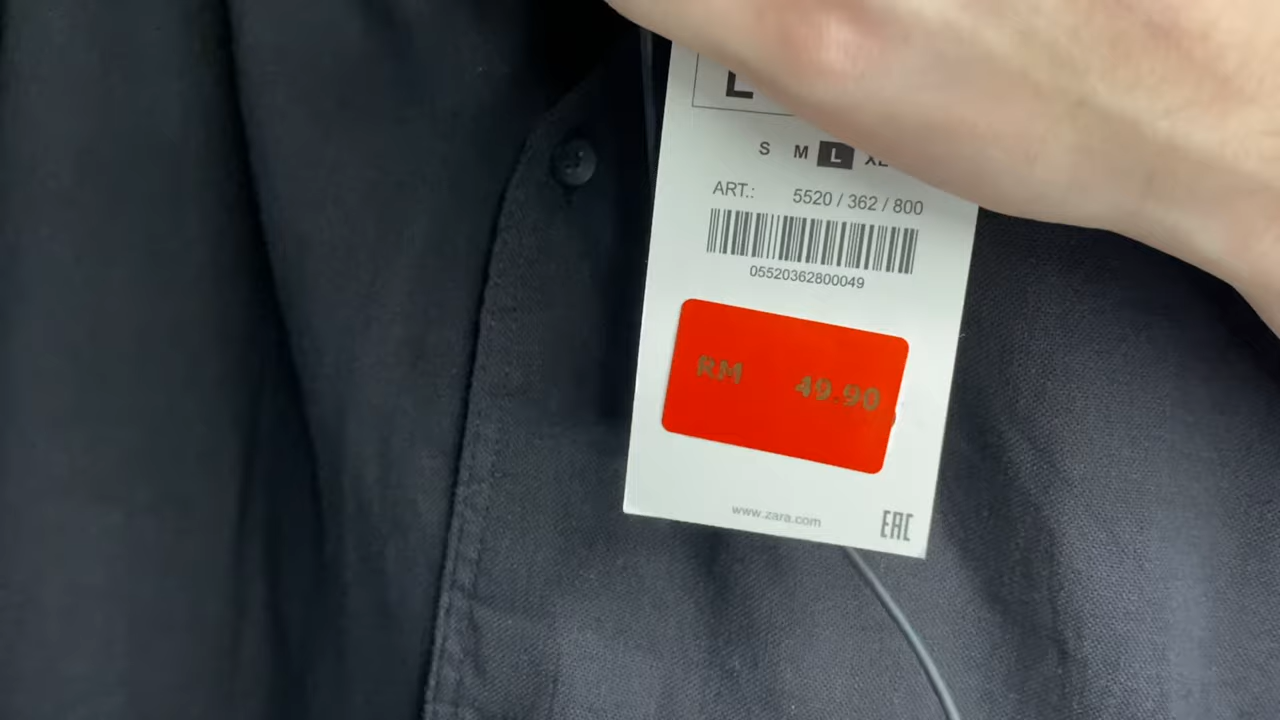 L
S M L XL
ART.: 5520 / 362 / 800
05520362800049
RM 49.90
www.zara.com
EAC